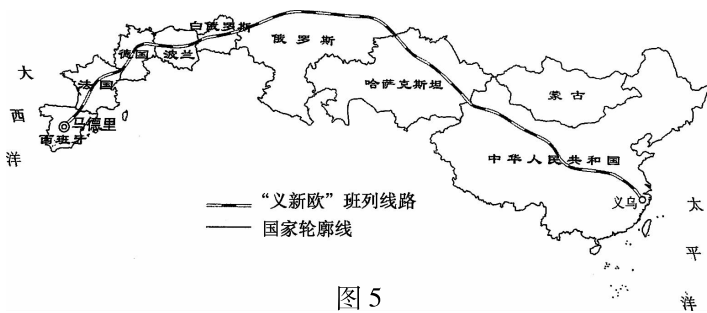 白俄罗斯
德国
波兰
俄罗斯
大西洋
法国
哈萨克斯坦
蒙古
马德里
西班牙
中华人民共和国
“义新欧”班列线路
义乌
太平洋
国家轮廓线
图 5